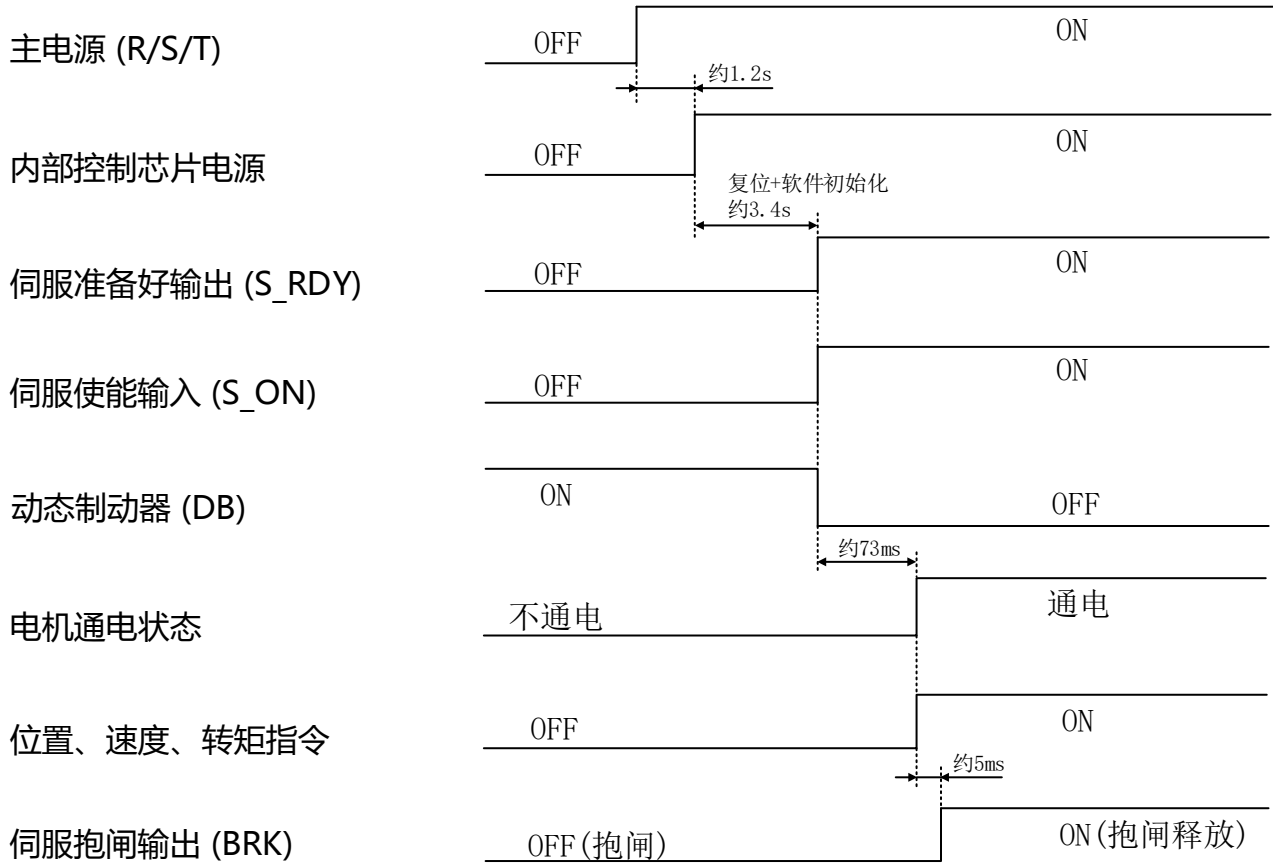 主电源 (R/S/T)
OFF
ON
约1.2s
内部控制芯片电源
OFF
ON
复位+软件初始化
约3.4s
伺服准备好输出 (S_RDY)
OFF
ON
伺服使能输入 (S_ON)
OFF
ON
动态制动器 (DB)
ON
OFF
约73ms
电机通电状态
不通电
通电
位置、速度、转矩指令
OFF
ON
约5ms
伺服抱闸输出 (BRK)
OFF(抱闸)
ON(抱闸释放)